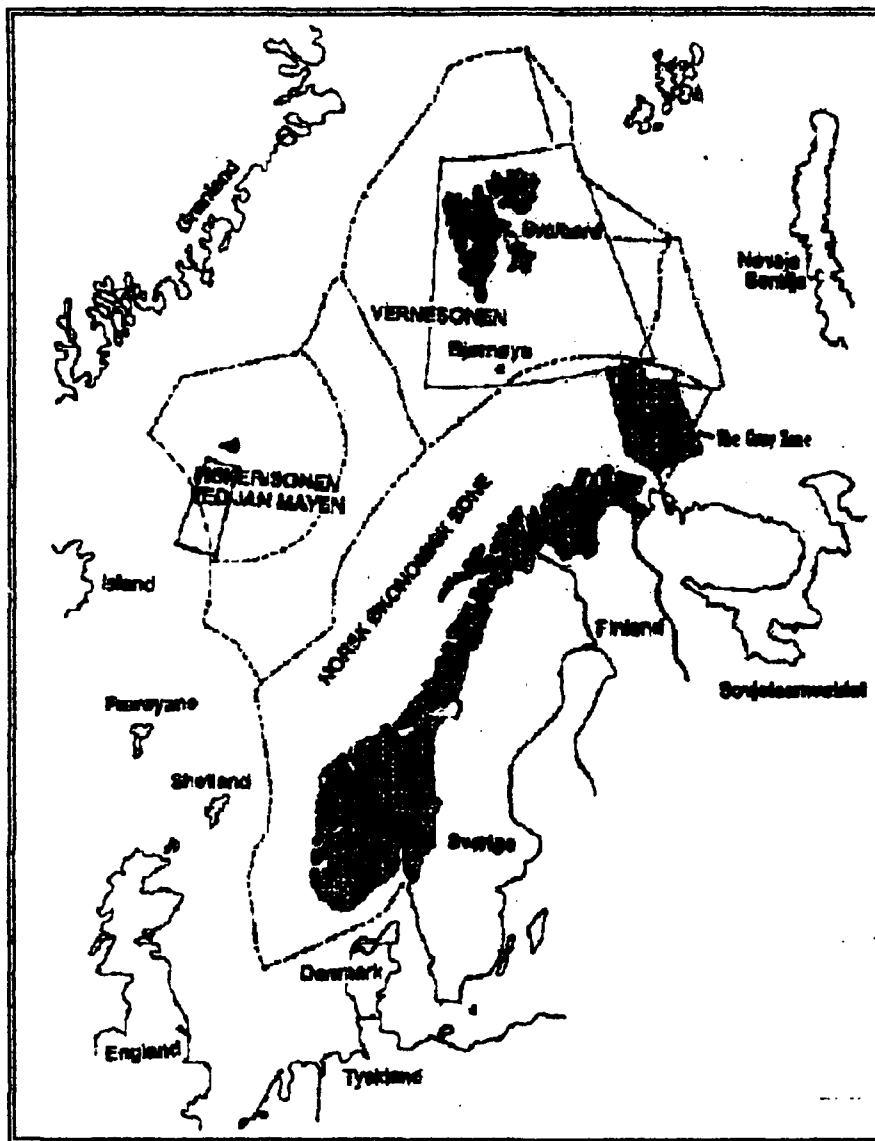 Grønland
Svalbard
Novaja
Semlja
VERNESONEN
Bjørnøya
The Grey Zone
FISKERISONEN
VED JAN MAYEN
NORSK ØKONOMISK SONE
Island
Finland
Sovjetsamveldet
Færøyane
Shetland
Sverige
Danmark
England
Tyskland